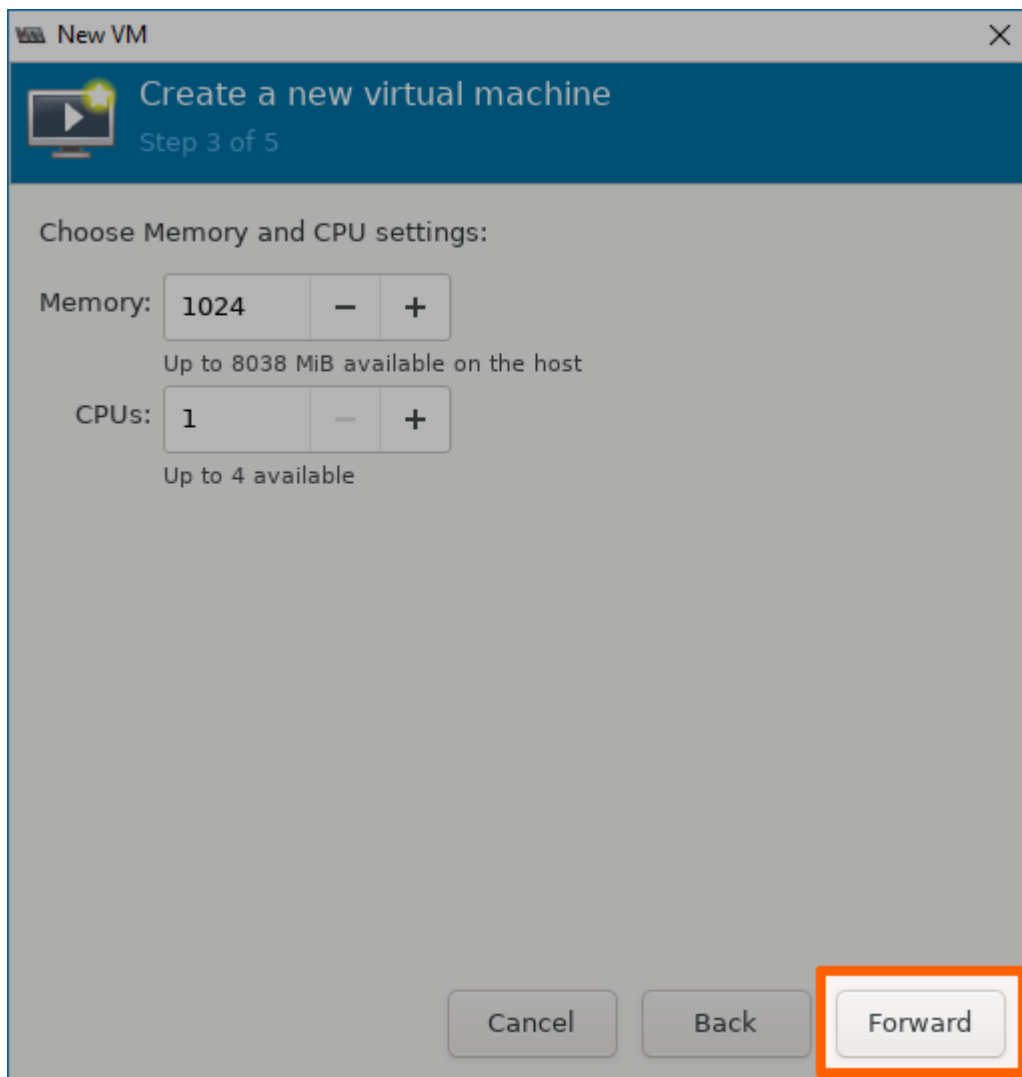 New VM
Create a new virtual machine
Step 3 of 5
Choose Memory and CPU settings:
Memory: 1024 − +
Up to 8038 MiB available on the host
CPUs: 1 − +
Up to 4 available
Cancel Back Forward